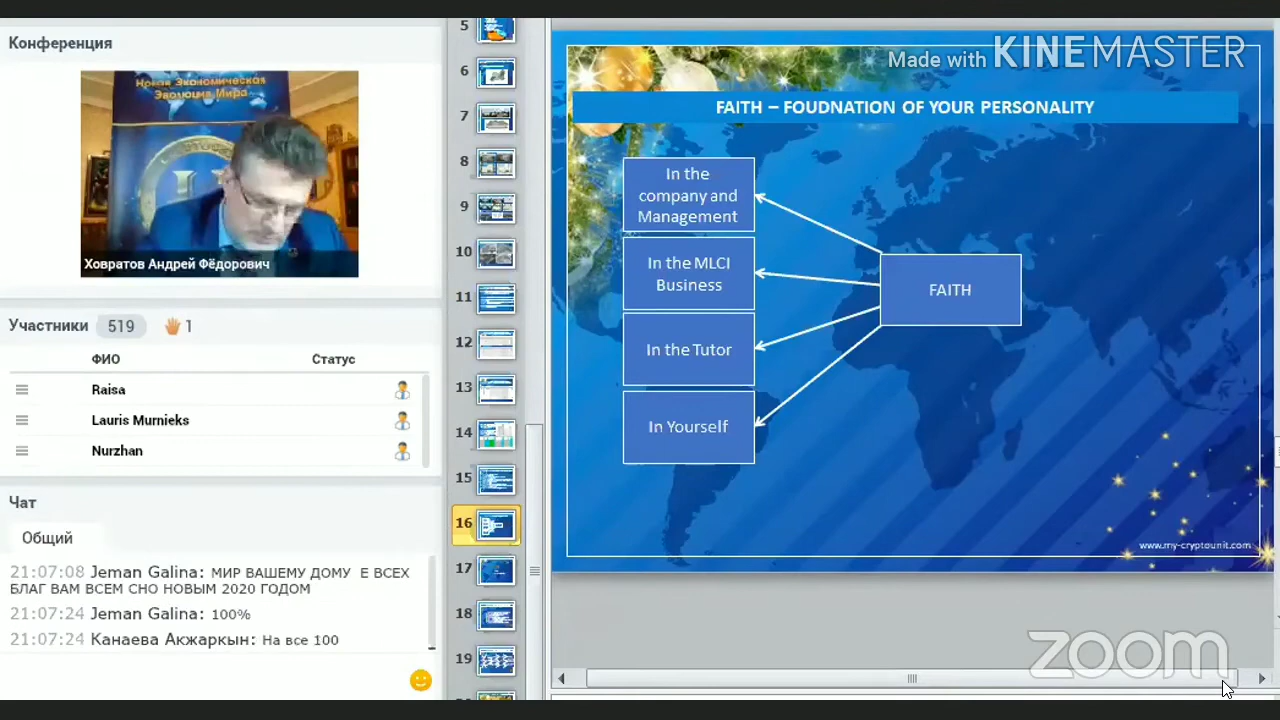 Конференция
Новая Экономическая
Эволюция Мира
Ховратов Андрей Фёдорович
Участники 519 1
ФИО Статус
Raisa
Lauris Murnieks
Nurzhan
Чат
Общий
21:07:08 Jeman Galina: МИР ВАШЕМУ ДОМУ Е ВСЕХ
БЛАГ ВАМ ВСЕМ СНО НОВЫМ 2020 ГОДОМ
21:07:24 Jeman Galina: 100%
21:07:24 Канаева Акжаркын: На все 100
5
6
7
8
9
10
11
12
13
14
15
16
17
18
19
Made with KINEMASTER
FAITH – FOUDNATION OF YOUR PERSONALITY
In the
company and
Management
In the MLCI
Business
In the Tutor
In Yourself
FAITH
www.my-cryptounit.com
zoom